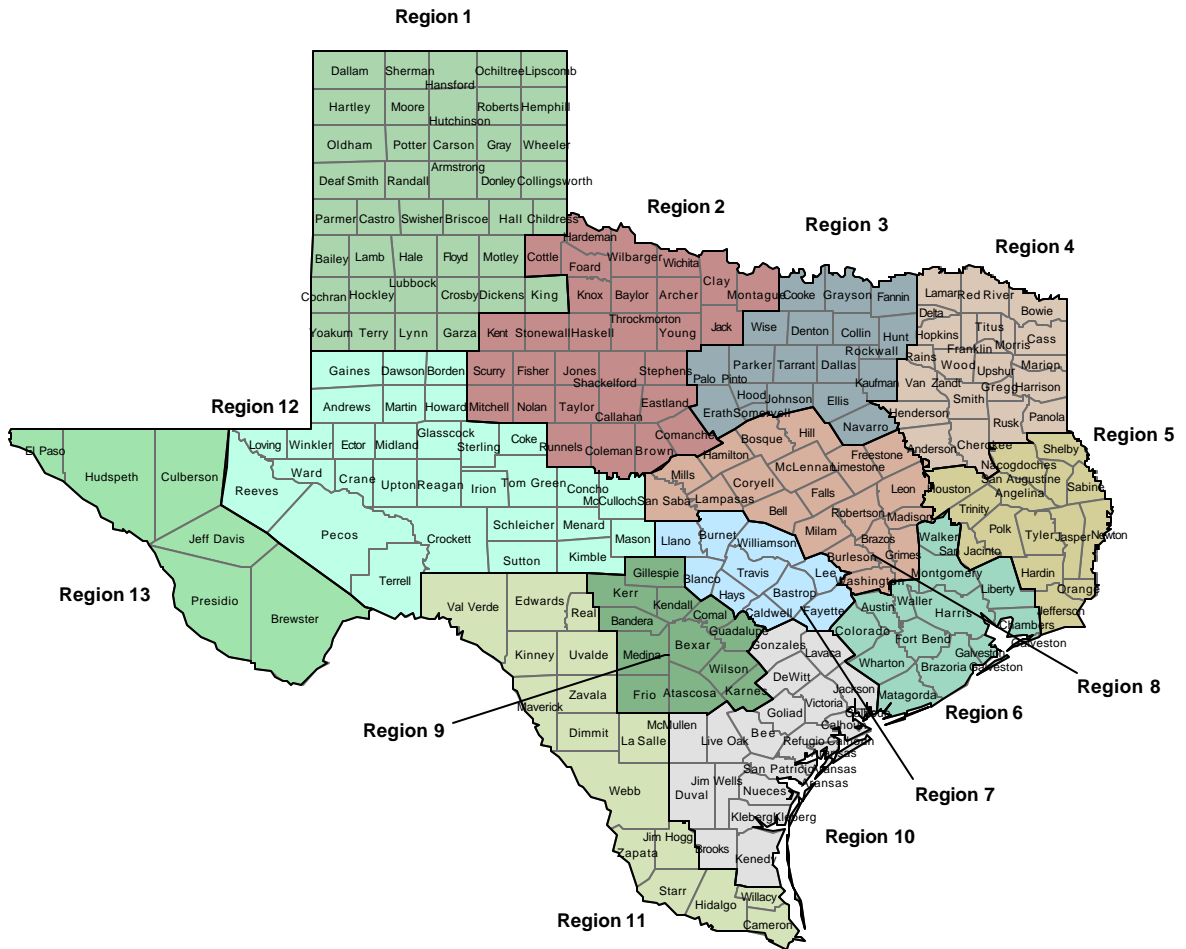 Region 1
Dallam Sherman Hansford Ochiltree Lipscomb
Hartley Moore Hutchinson Roberts Hemphill
Oldham Potter Carson Gray Wheeler
Deaf Smith Randall Armstrong Donley Collingsworth
Parmer Castro Swisher Briscoe Hall Childress
Bailey Lamb Hale Floyd Motley
Cochran Hockley Lubbock Crosby Dickens King
Yoakum Terry Lynn Garza
Region 2
Cottle Hardeman Foard Wilbarger Wichita
Knox Baylor Archer Clay Montague
Kent Stonewall Haskell Throckmorton Young Jack
Scurry Fisher Jones Shackelford Stephens
Mitchell Nolan Taylor Callahan Eastland
Runnels Coleman Brown Comanche
Region 3
Cooke Grayson Fannin
Wise Denton Collin Hunt
Rockwall
Palo Pinto Parker Tarrant Dallas Kaufman
Hood Johnson Ellis
Erath Somervell Navarro
Region 4
Lamar Red River Bowie
Delta Hopkins Titus Morris Cass
Franklin
Rains Wood Upshur Marion
Van Zandt Smith Gregg Harrison
Henderson Rusk Panola
Anderson Cherokee
Region 5
Shelby
Nacogdoches
San Augustine Sabine
Houston Angelina
Trinity Polk Tyler Jasper Newton
San Jacinto
Hardin Orange
Jefferson
Region 12
Gaines Dawson Borden
Andrews Martin Howard
Loving Winkler Ector Midland Glasscock Sterling Coke
Ward Crane Upton Reagan Irion Tom Green Concho
McCulloch
Reeves Pecos Crockett Schleicher Menard Mason
Terrell Sutton Kimble
Region 13
El Paso Hudspeth Culberson
Jeff Davis
Presidio Brewster
Hamilton Bosque Hill
Mills McLennan Limestone Freestone
San Saba Lampasas Coryell Falls Leon
Bell Robertson Madison
Milam Brazos
Burleson Grimes
Washington
Region 8
Llano Burnet Williamson
Blanco Travis Lee
Hays Bastrop
Caldwell Fayette
Region 7
Walker
Montgomery Liberty
Austin Waller Harris Chambers
Colorado Fort Bend Galveston
Galveston
Galveston
Wharton Brazoria
Matagorda
Region 6
Gillespie
Kerr Kendall Comal
Bandera Guadalupe
Medina Bexar Wilson
Frio Atascosa Karnes
Region 9
Val Verde Edwards Real
Kinney Uvalde
Maverick Zavala
Dimmit La Salle
Webb
Zapata Jim Hogg
Starr Hidalgo Willacy
Cameron
Region 11
Gonzales Lavaca
DeWitt Jackson
Victoria
Goliad Calhoun
Calhoun
McMullen Live Oak Bee Refugio Calhoun
Aransas
San Patricio Aransas
Aransas
Duval Jim Wells Nueces
Kleberg Kleberg
Brooks Kenedy
Region 10